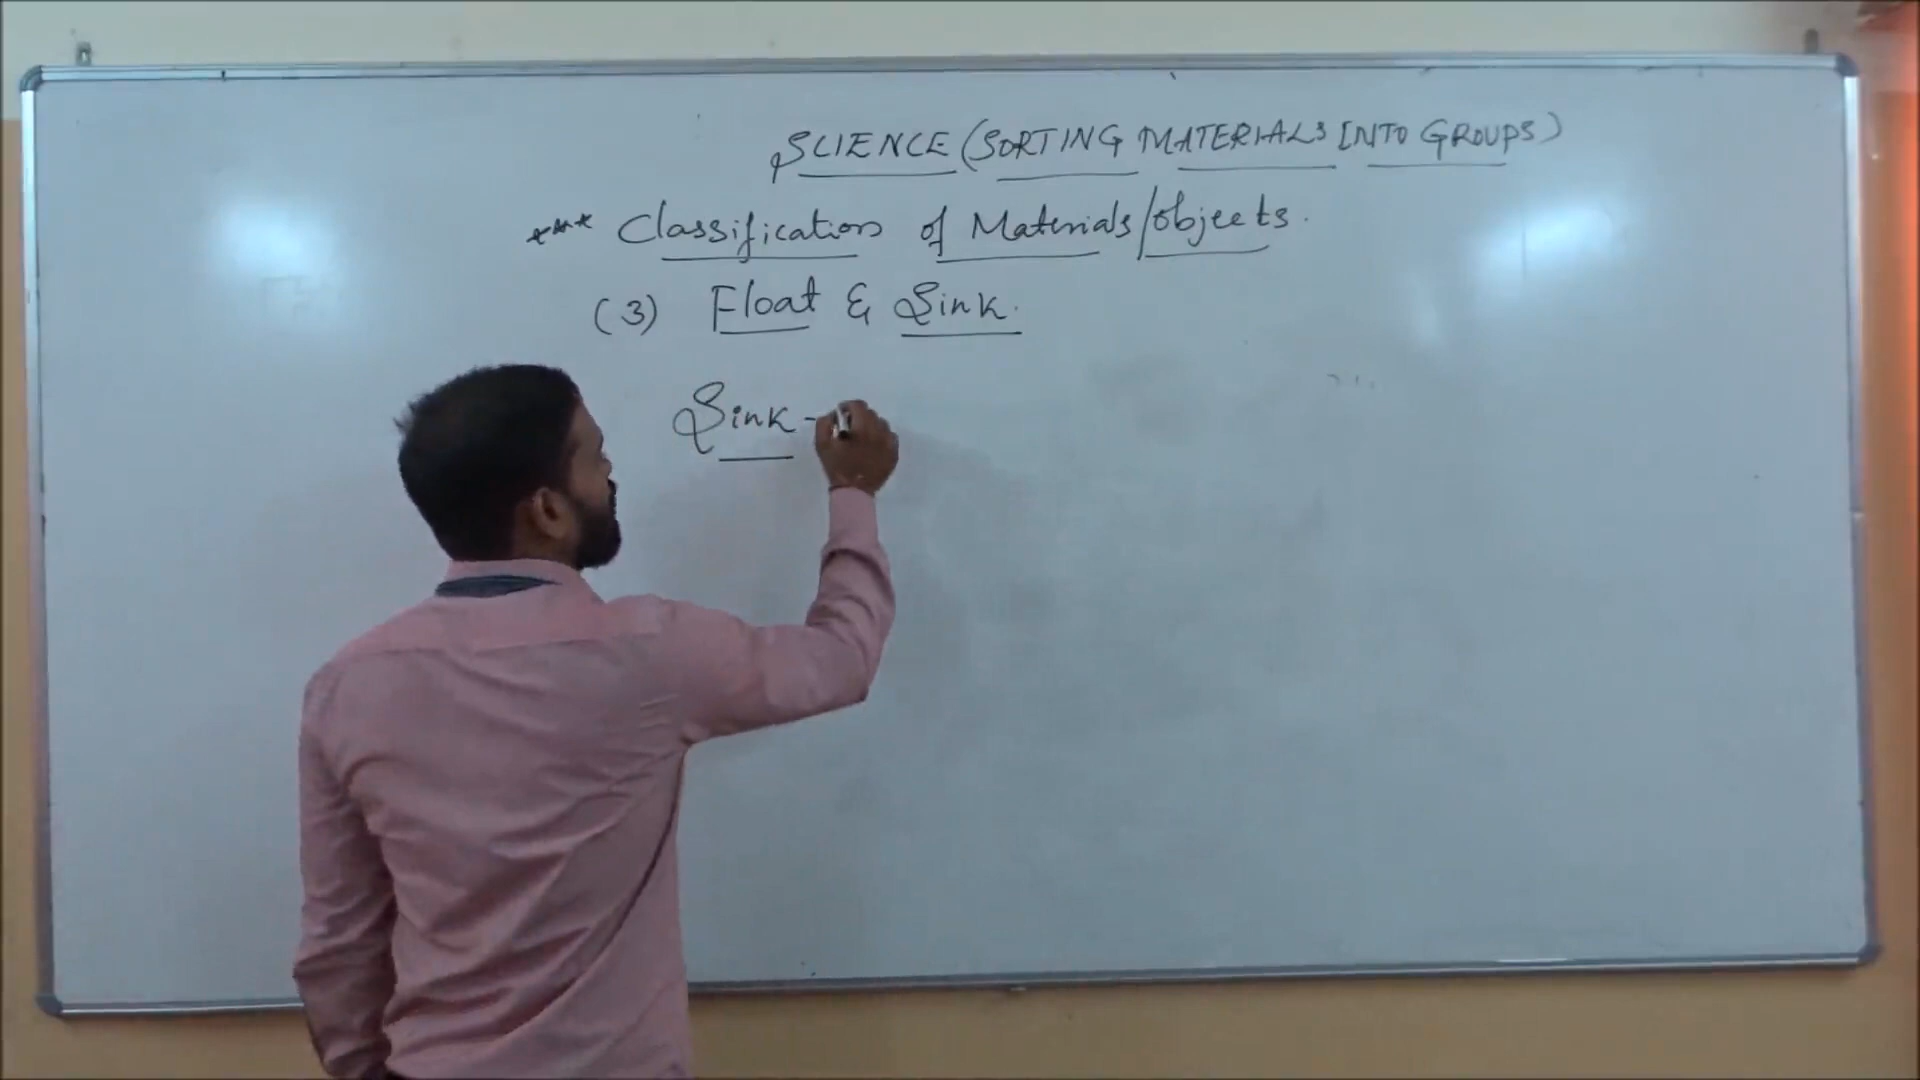 SCIENCE (SORTING MATERIALS INTO GROUPS)
*** Classification of Materials/objects.
(3) Float & Sink.
Sink -